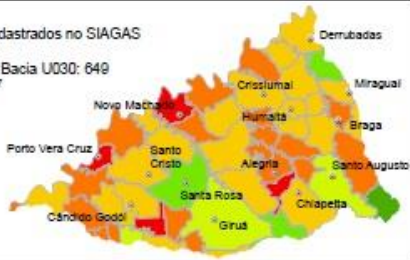 dastrados no SIAGAS
Bacia U030: 649
Derrubadas
Crissiumal
Miraguaí
Novo Machado
Humaitá
Braga
Porto Vera Cruz
Santo
Cristo
Alegria
Santo Augusto
Santa Rosa
Chiapetta
Cândido Godói
Giruá